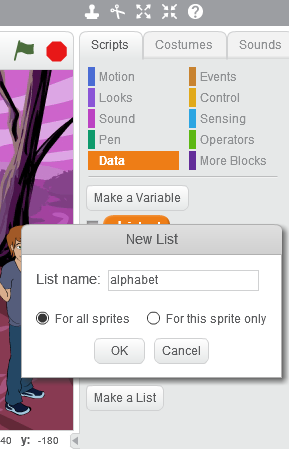 Scripts Costumes Sounds
Motion Events
Looks Control
Sound Sensing
Pen Operators
Data More Blocks
Make a Variable
New List
List name: alphabet
For all sprites For this sprite only
OK Cancel
Make a List
40 y: -180